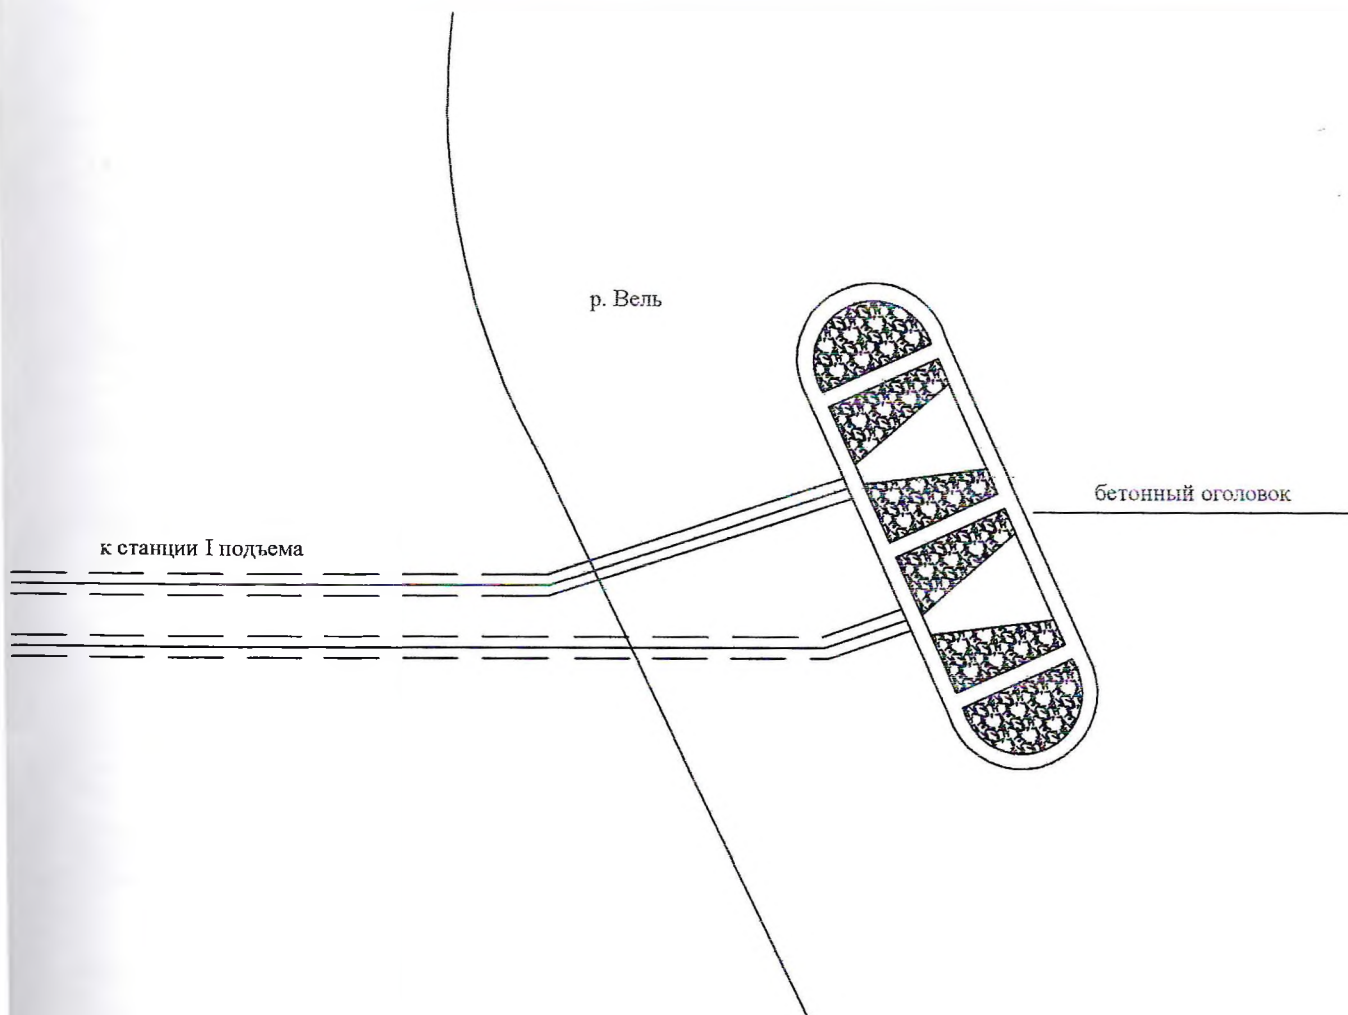 р. Вель
бетонный оголовок
к станции I подъема